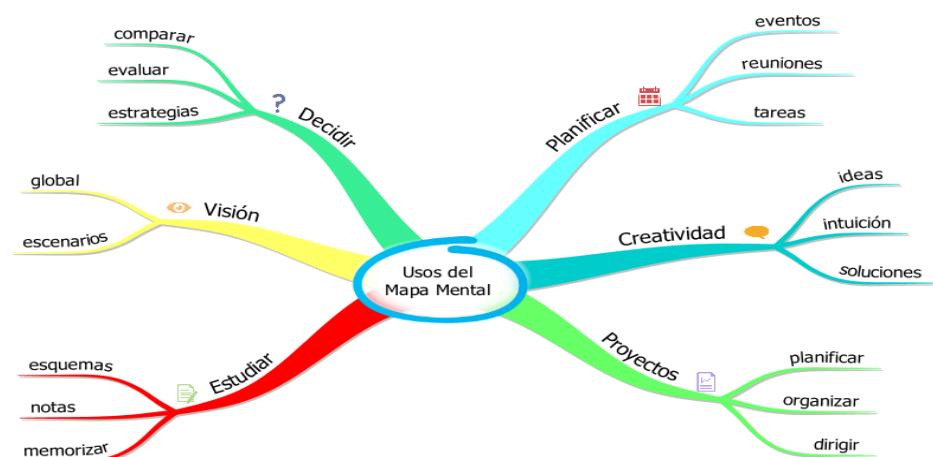 Usos del
Mapa Mental
Planificar
eventos
reuniones
tareas
Creatividad
ideas
intuición
soluciones
Proyectos
planificar
organizar
dirigir
Estudiar
esquemas
notas
memorizar
Visión
global
escenarios
Decidir
comparar
evaluar
estrategias
?